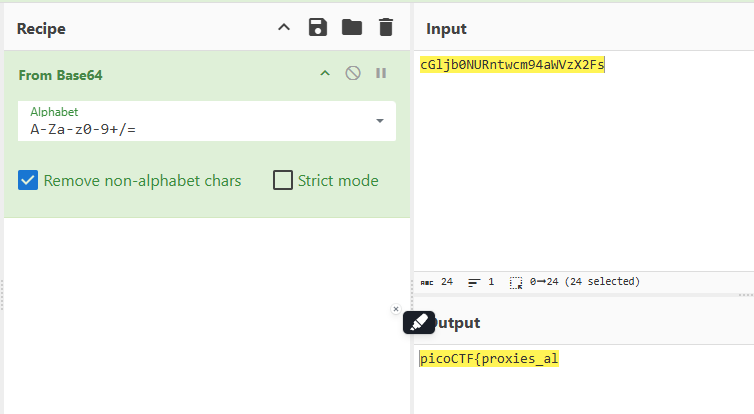 Recipe
From Base64
Alphabet
A-Za-z0-9+/=
Remove non-alphabet chars
Strict mode
Input
cGljb0NURntwcm94aWVzX2Fs
ABC 24 1 0→24 (24 selected)
Output
picoCTF{proxies_al